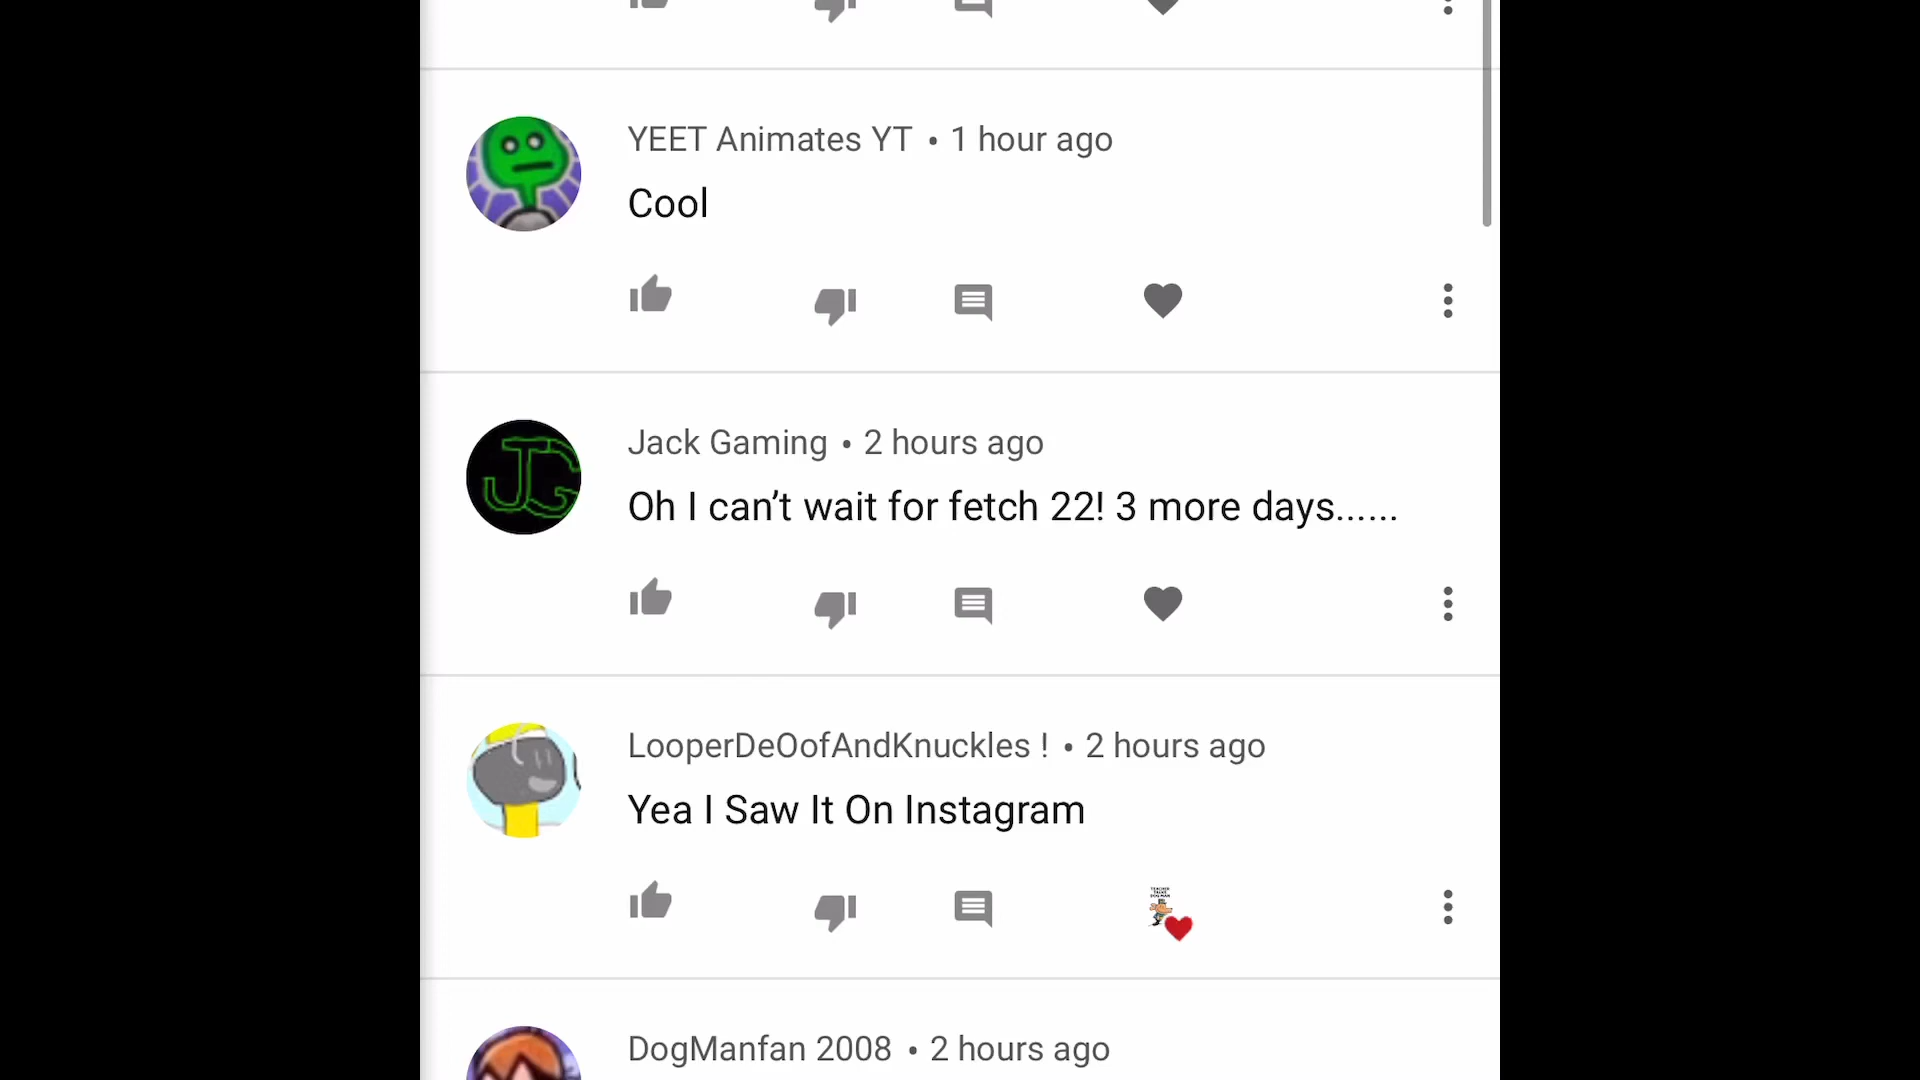 YEET Animates YT • 1 hour ago
Cool
JG
Jack Gaming • 2 hours ago
Oh I can't wait for fetch 22! 3 more days......
LooperDeOofAndKnuckles ! • 2 hours ago
Yea I Saw It On Instagram
DogManfan 2008 • 2 hours ago